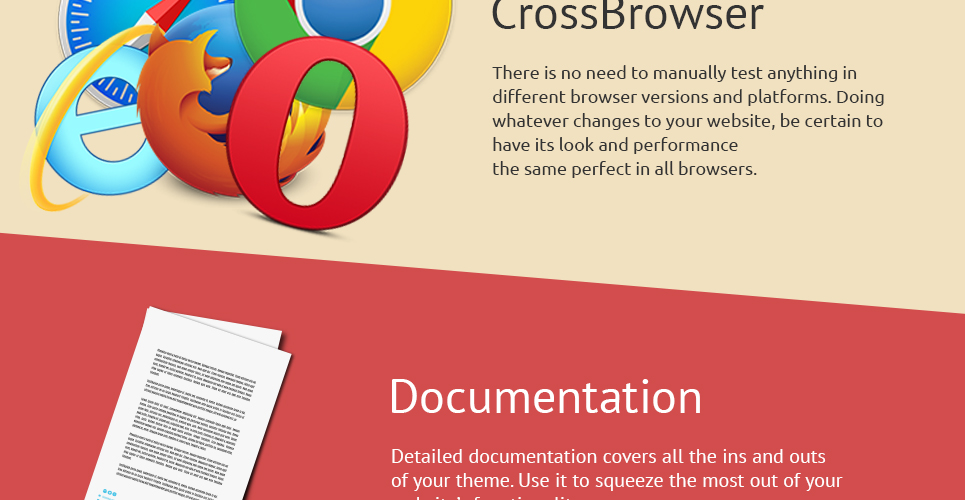 CrossBrowser
There is no need to manually test anything in
different browser versions and platforms. Doing
whatever changes to your website, be certain to
have its look and performance
the same perfect in all browsers.
Documentation
Detailed documentation covers all the ins and outs
of your theme. Use it to squeeze the most out of your